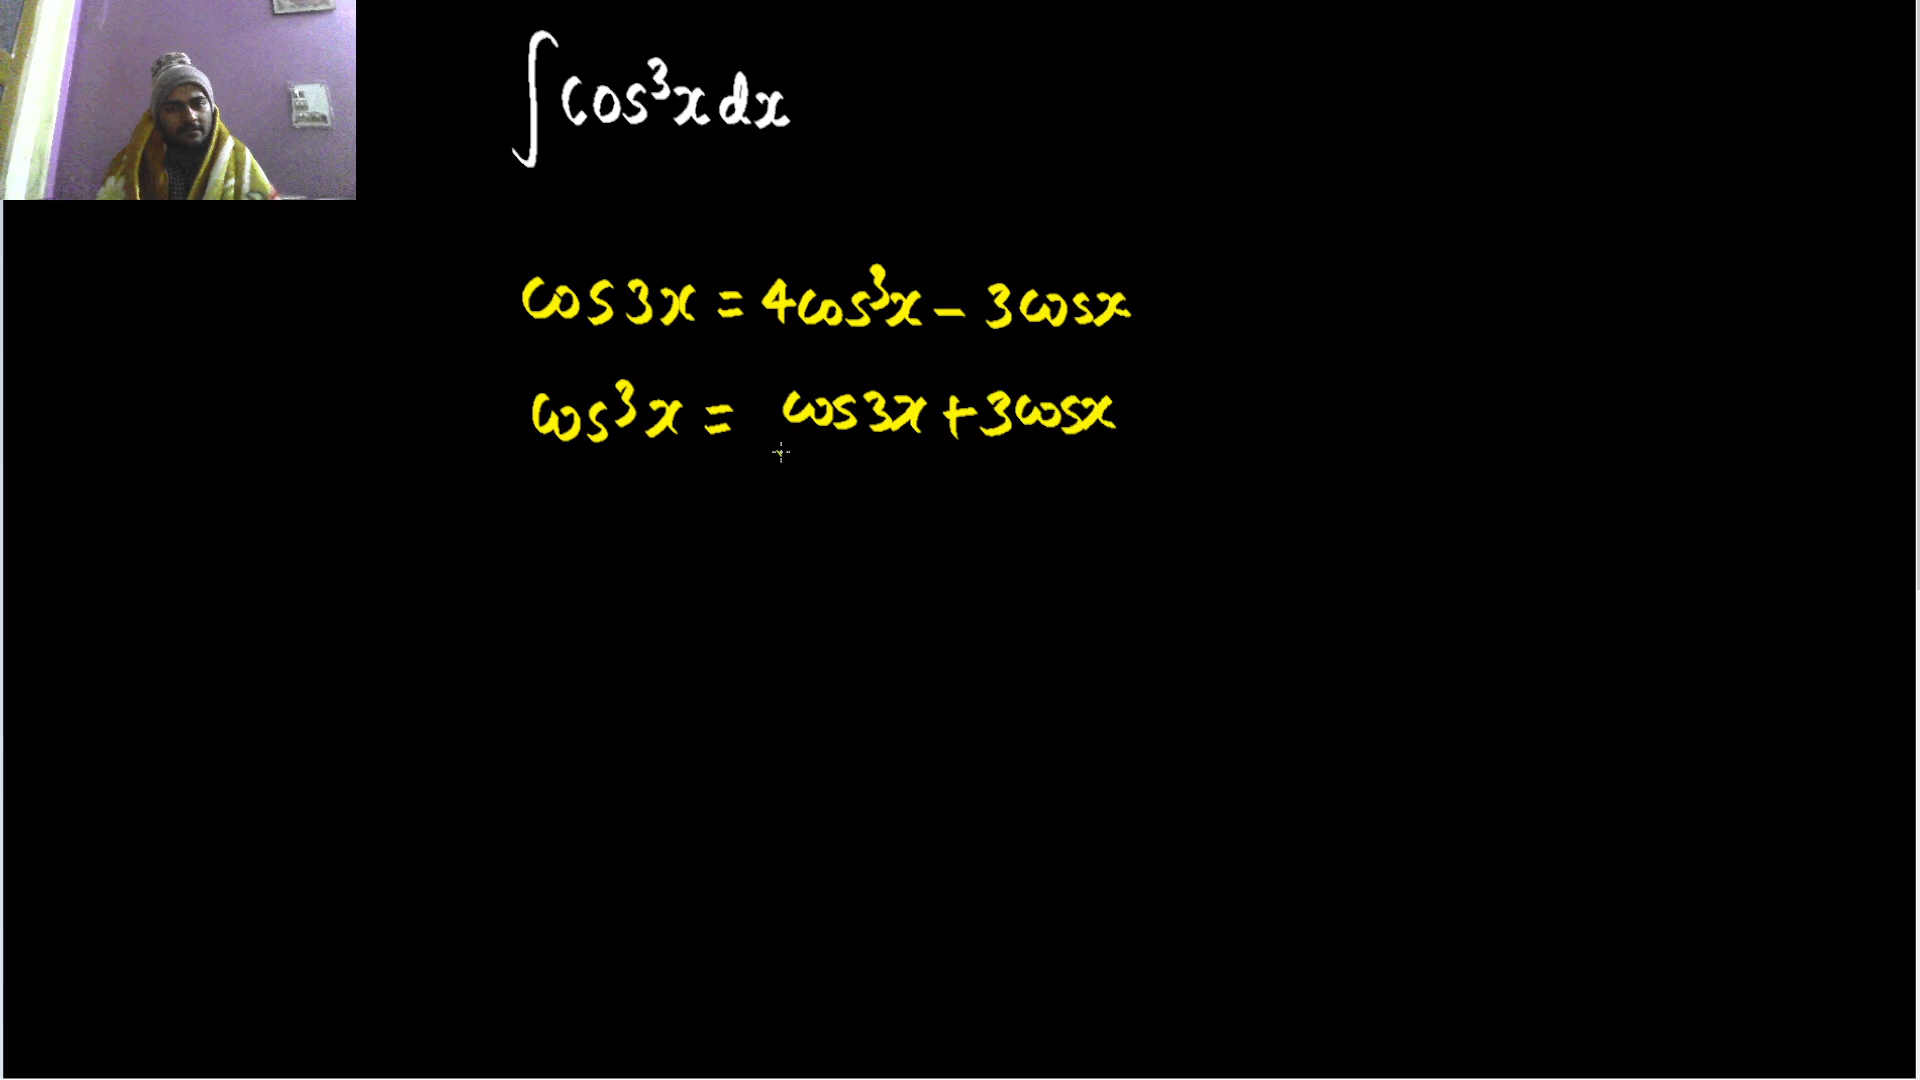 ∫cos³x dx
cos3x = 4cos³x - 3cosx
cos³x = cos3x + 3cosx